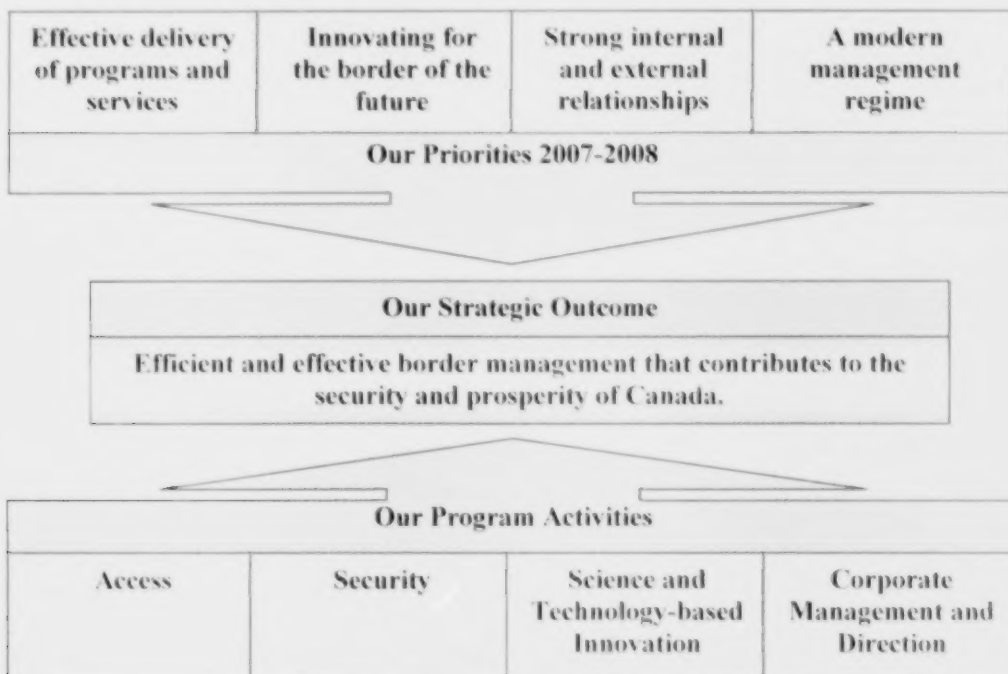 Effective delivery
of programs and
services
Innovating for
the border of the
future
Strong internal
and external
relationships
A modern
management
regime
Our Priorities 2007-2008
Our Strategic Outcome
Efficient and effective border management that contributes to the
security and prosperity of Canada.
Our Program Activities
Access
Security
Science and
Technology-based
Innovation
Corporate
Management and
Direction